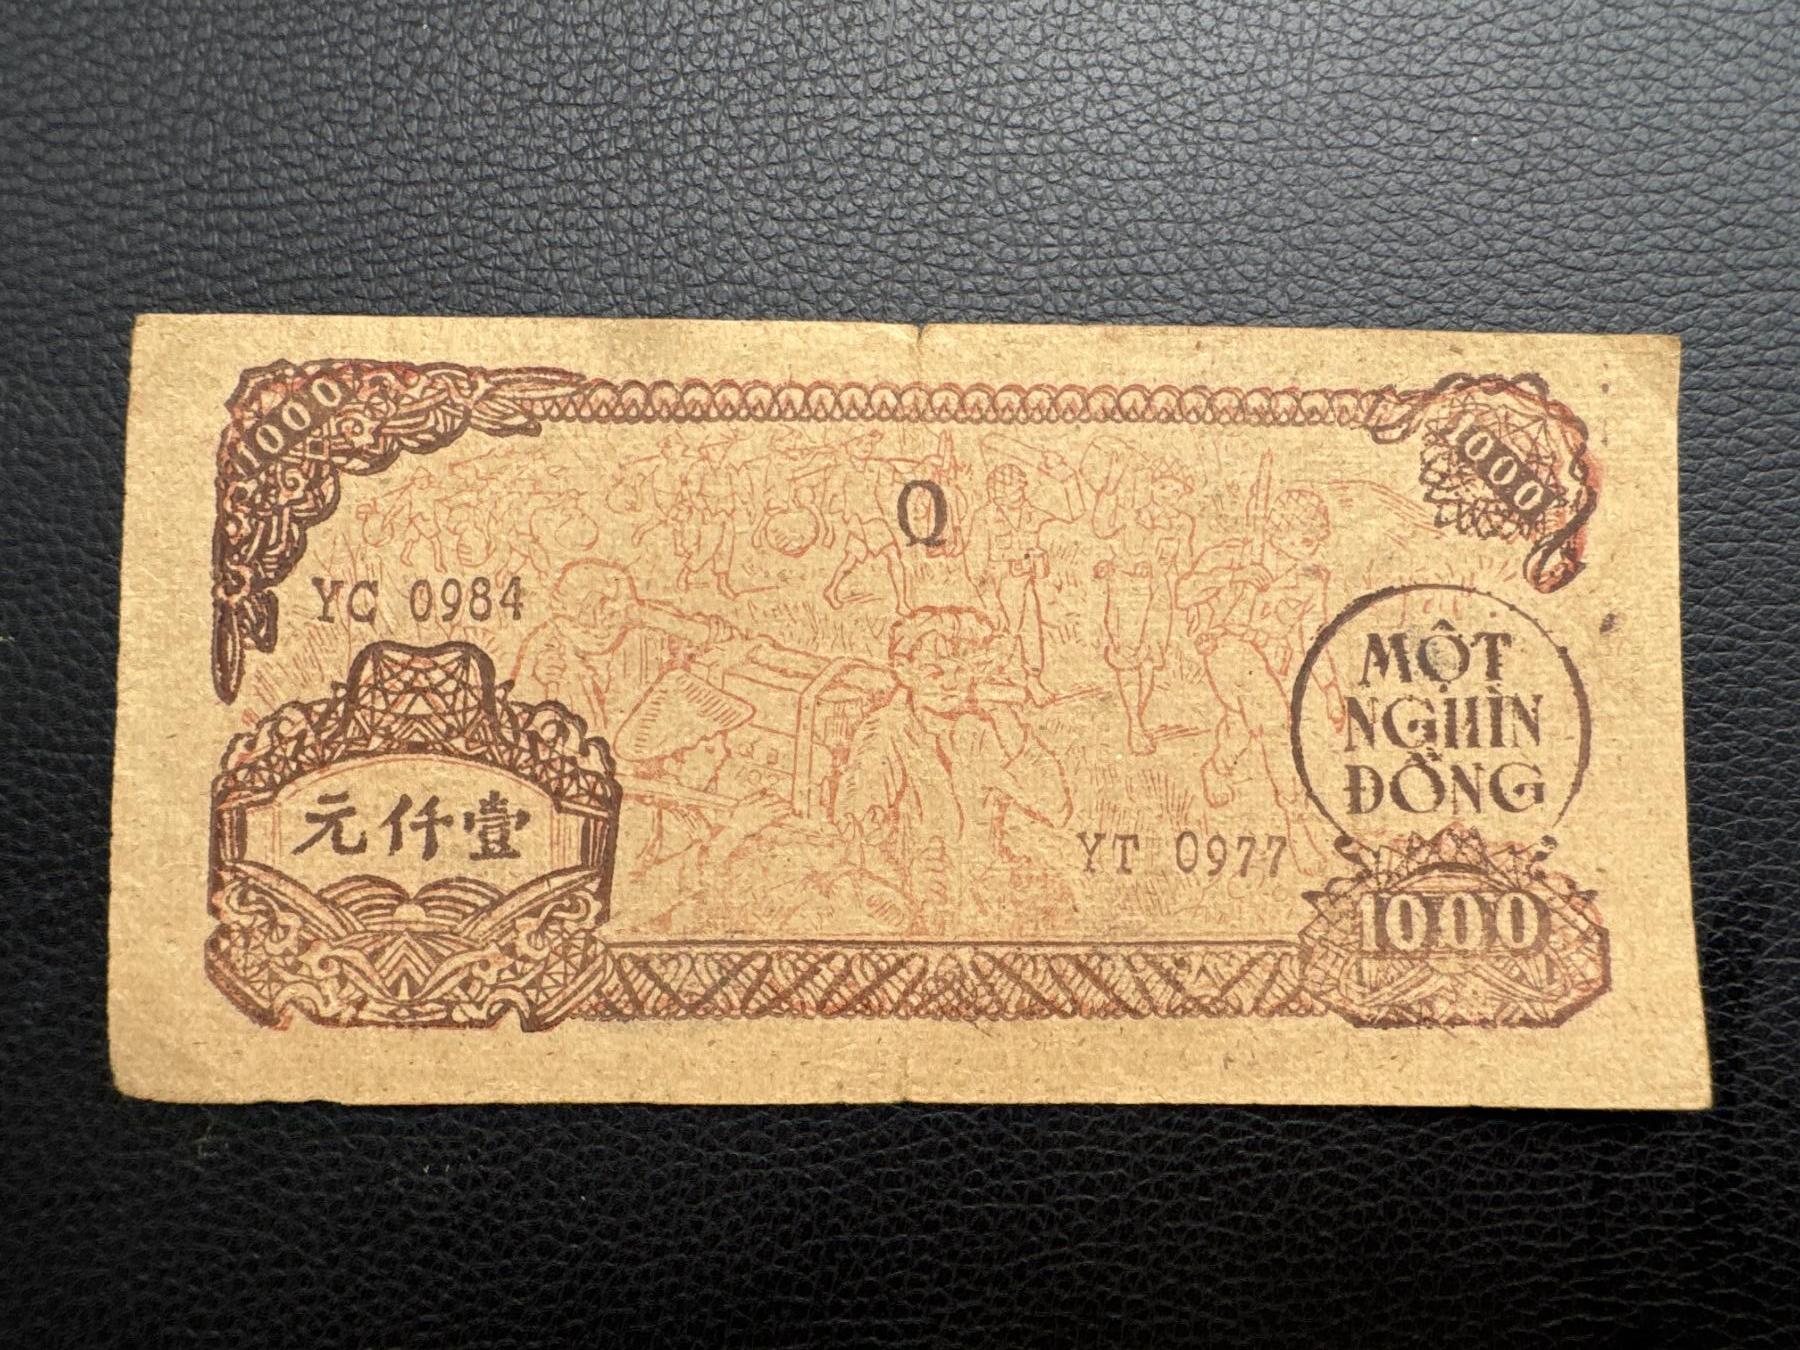 1000
1000
Q
YC 0984
MỘT
NGHÌN
ĐỒNG
元仟壹
YT 0977
1000